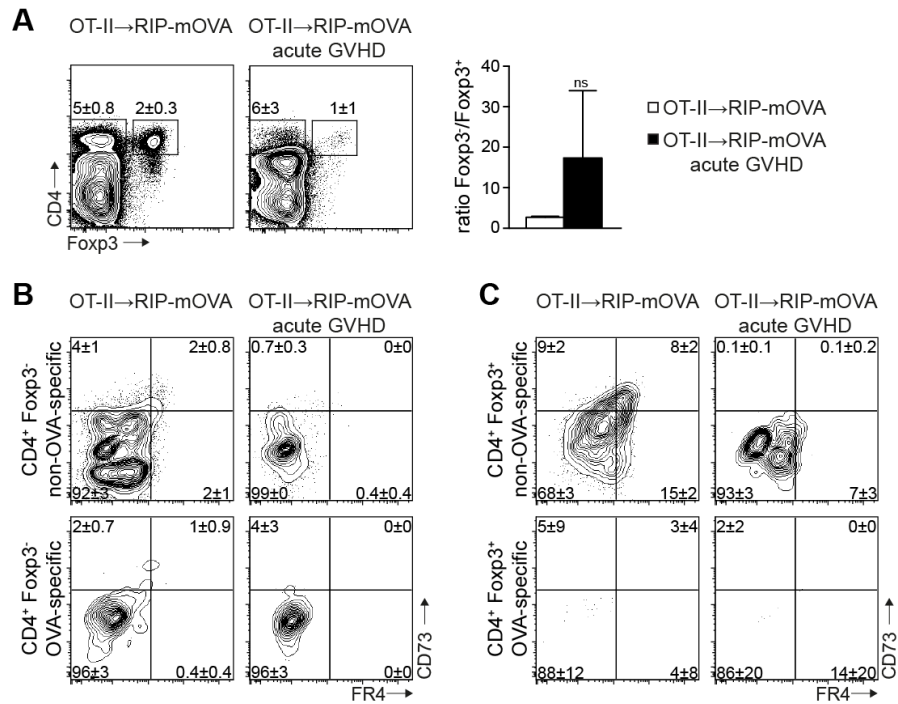 A
OT-II→RIP-mOVA
OT-II→RIP-mOVA
acute GVHD
5±0.8
2±0.3
6±3
1±1
CD4
Foxp3
ratio Foxp3⁻/Foxp3⁺
40
30
20
10
0
ns
OT-II→RIP-mOVA
OT-II→RIP-mOVA
acute GVHD
B
OT-II→RIP-mOVA
OT-II→RIP-mOVA
acute GVHD
CD4⁺ Foxp3⁻
non-OVA-specific
4±1
2±0.8
92±3
2±1
0.7±0.3
0±0
99±0
0.4±0.4
CD4⁺ Foxp3⁻
OVA-specific
2±0.7
1±0.9
96±3
0.4±0.4
4±3
0±0
96±3
0±0
CD73
FR4
C
OT-II→RIP-mOVA
OT-II→RIP-mOVA
acute GVHD
CD4⁺ Foxp3⁺
non-OVA-specific
9±2
8±2
68±3
15±2
0.1±0.1
0.1±0.2
93±3
7±3
CD4⁺ Foxp3⁺
OVA-specific
5±9
3±4
88±12
4±8
2±2
0±0
86±20
14±20
CD73
FR4